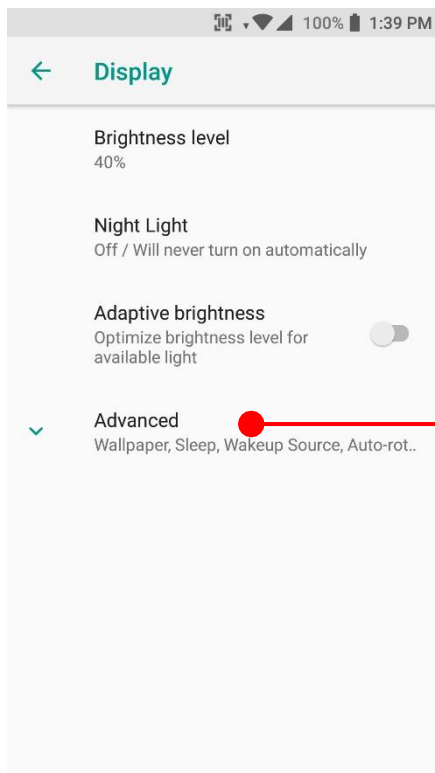 100% 1:39 PM
Display
Brightness level
40%
Night Light
Off / Will never turn on automatically
Adaptive brightness
Optimize brightness level for
available light
Advanced
Wallpaper, Sleep, Wakeup Source, Auto-rot..